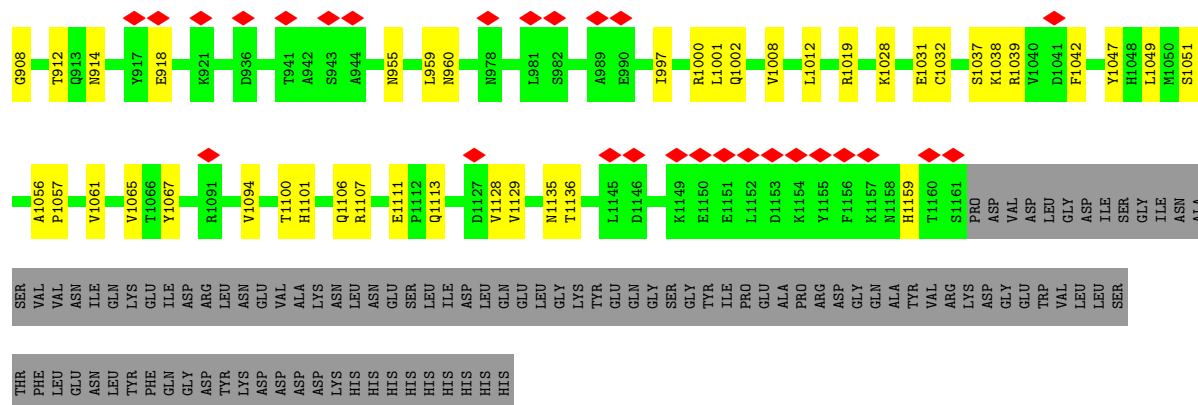 G908 T912 Q913 N914 Y917 E918 K921 D936 T941 A942 S943 A944 N955 L959 N960 N978 L981 S982 A989 E990 I997 R1000 L1001 Q1002 V1008 L1012 R1019 K1028 E1031 C1032 S1037 K1038 R1039 V1040 D1041 F1042 Y1047 H1048 L1049 M1050 S1051
A1056 P1057 V1061 V1065 T1066 Y1067 R1091 V1094 T1100 H1101 Q1106 R1107 E1111 P1112 Q1113 D1127 V1128 V1129 N1135 T1136 L1145 D1146 K1149 E1150 E1151 L1152 D1153 K1154 Y1155 F1156 K1157 N1158 H1159 T1160 S1161 PRO ASP VAL ASP LEU GLY ASP ILE SER GLY ILE ASN ALA
SER VAL VAL ASN ILE GLN LYS GLU ILE ASP ARG LEU ASN GLU VAL ALA LYS ASN LEU ASN GLU SER LEU ILE ASP LEU GLN GLU LEU GLY LYS TYR GLU GLN GLY SER GLY TYR ILE PRO GLU ALA PRO ARG ASP GLY GLN ALA TYR VAL ARG LYS ASP GLY GLU TRP VAL LEU LEU SER
THR PHE LEU GLU ASN LEU TYR PHE GLN GLY ASP TYR LYS ASP ASP ASP ASP LYS HIS HIS HIS HIS HIS HIS HIS HIS